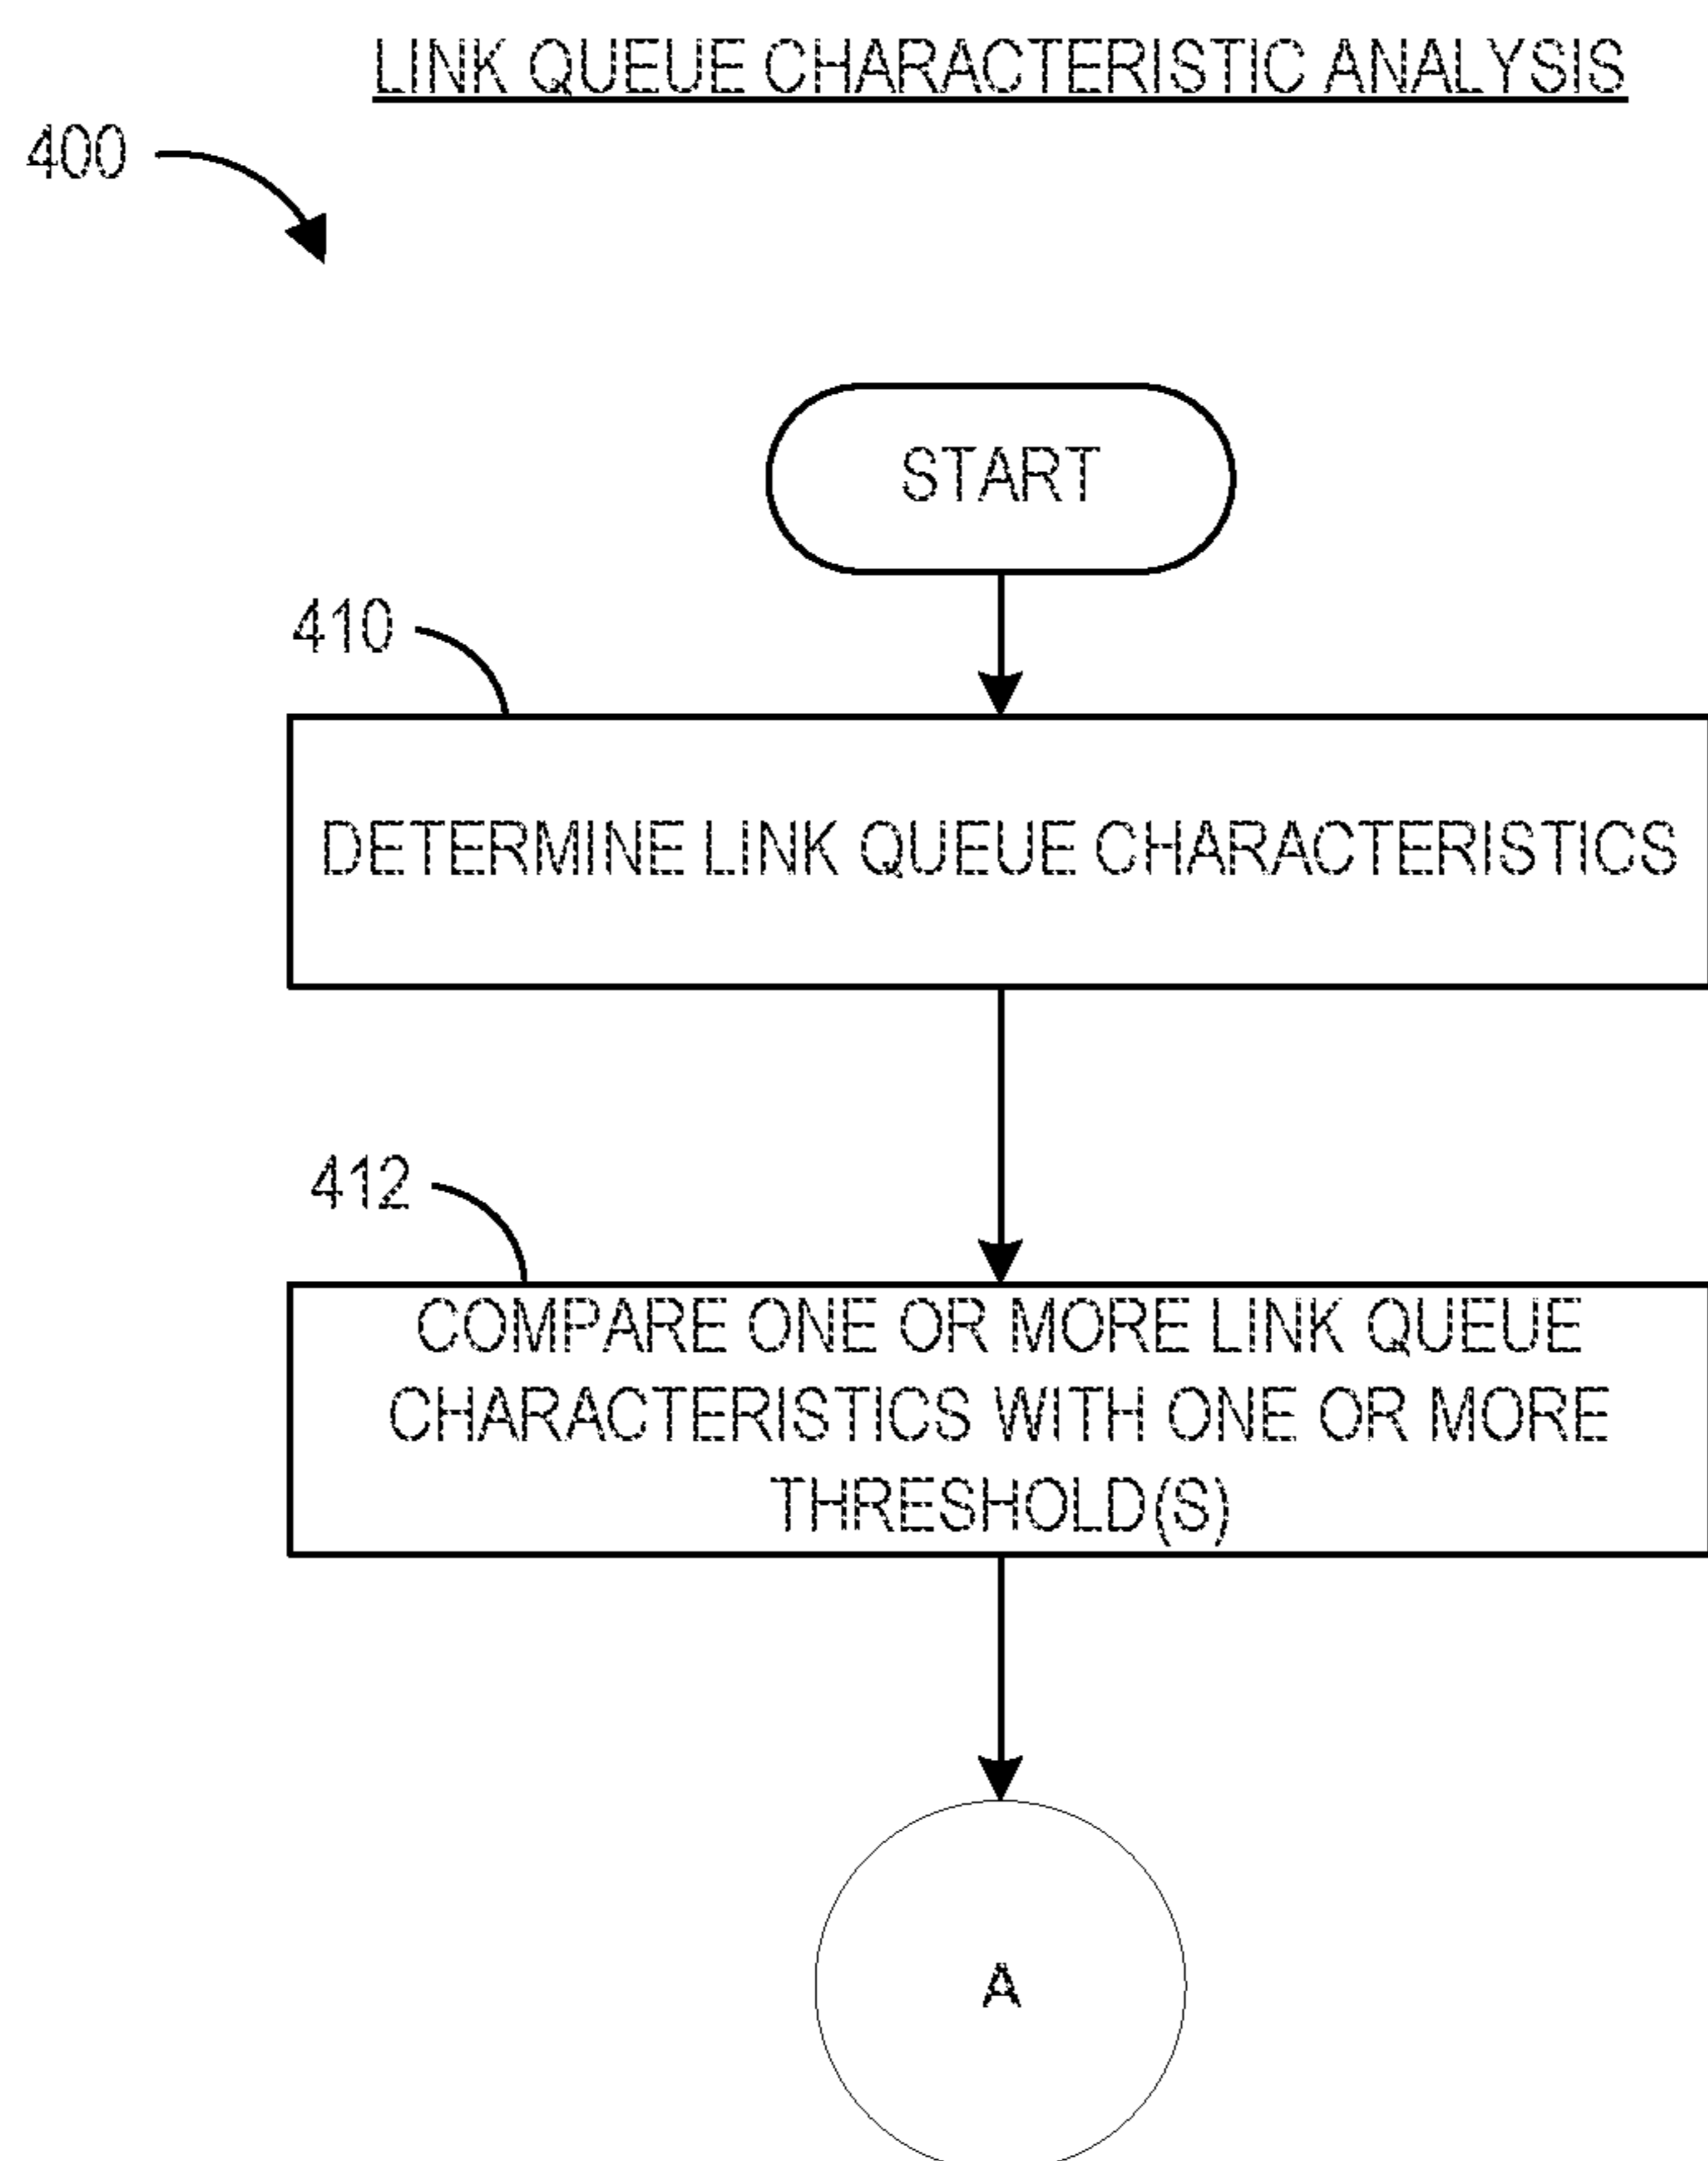 LINK QUEUE CHARACTERISTIC ANALYSIS
400
START
410
DETERMINE LINK QUEUE CHARACTERISTICS
412
COMPARE ONE OR MORE LINK QUEUE
CHARACTERISTICS WITH ONE OR MORE
THRESHOLD(S)
A